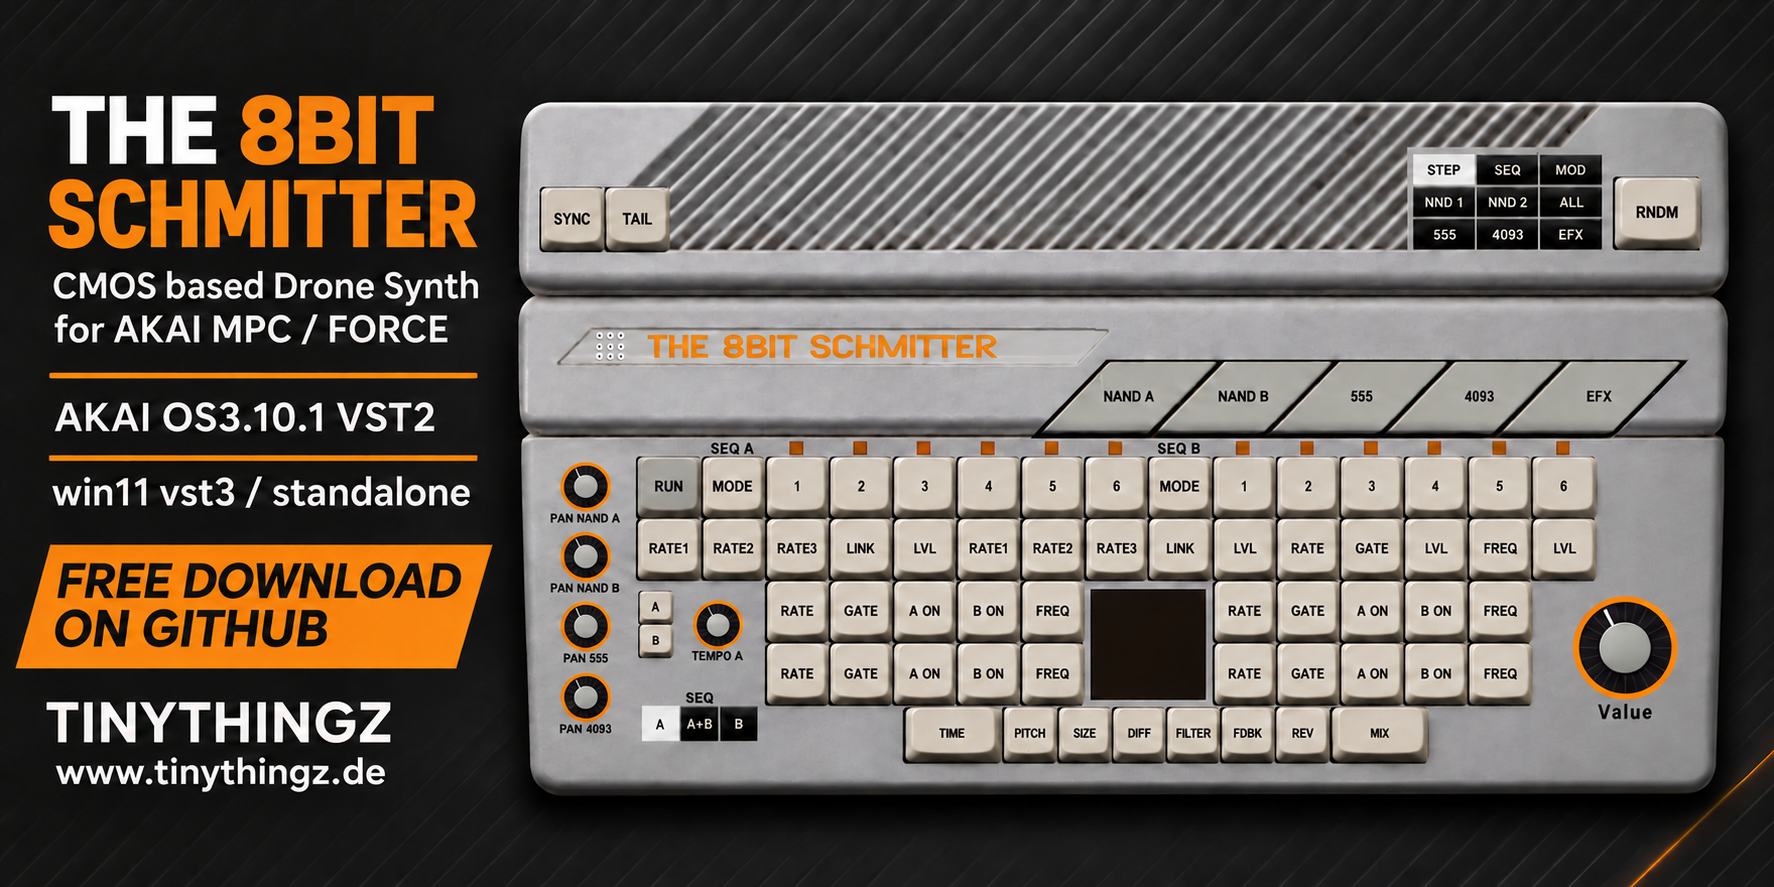 THE 8BIT
SCHMITTER
CMOS based Drone Synth
for AKAI MPC / FORCE
AKAI OS3.10.1 VST2
win11 vst3 / standalone
FREE DOWNLOAD
ON GITHUB
TINYTHINGZ
www.tinythingz.de
SYNC TAIL
STEP SEQ MOD
NND 1 NND 2 ALL
555 4093 EFX
RNDM
THE 8BIT SCHMITTER
NAND A NAND B 555 4093 EFX
SEQ A SEQ B
RUN MODE 1 2 3 4 5 6 MODE 1 2 3 4 5 6
PAN NAND A
RATE1 RATE2 RATE3 LINK LVL RATE1 RATE2 RATE3 LINK LVL RATE GATE LVL FREQ LVL
PAN NAND B
A
B
TEMPO A
RATE GATE A ON B ON FREQ RATE GATE A ON B ON FREQ
PAN 555
RATE GATE A ON B ON FREQ RATE GATE A ON B ON FREQ
SEQ
A A+B B
PAN 4093
TIME PITCH SIZE DIFF FILTER FDBK REV MIX
Value